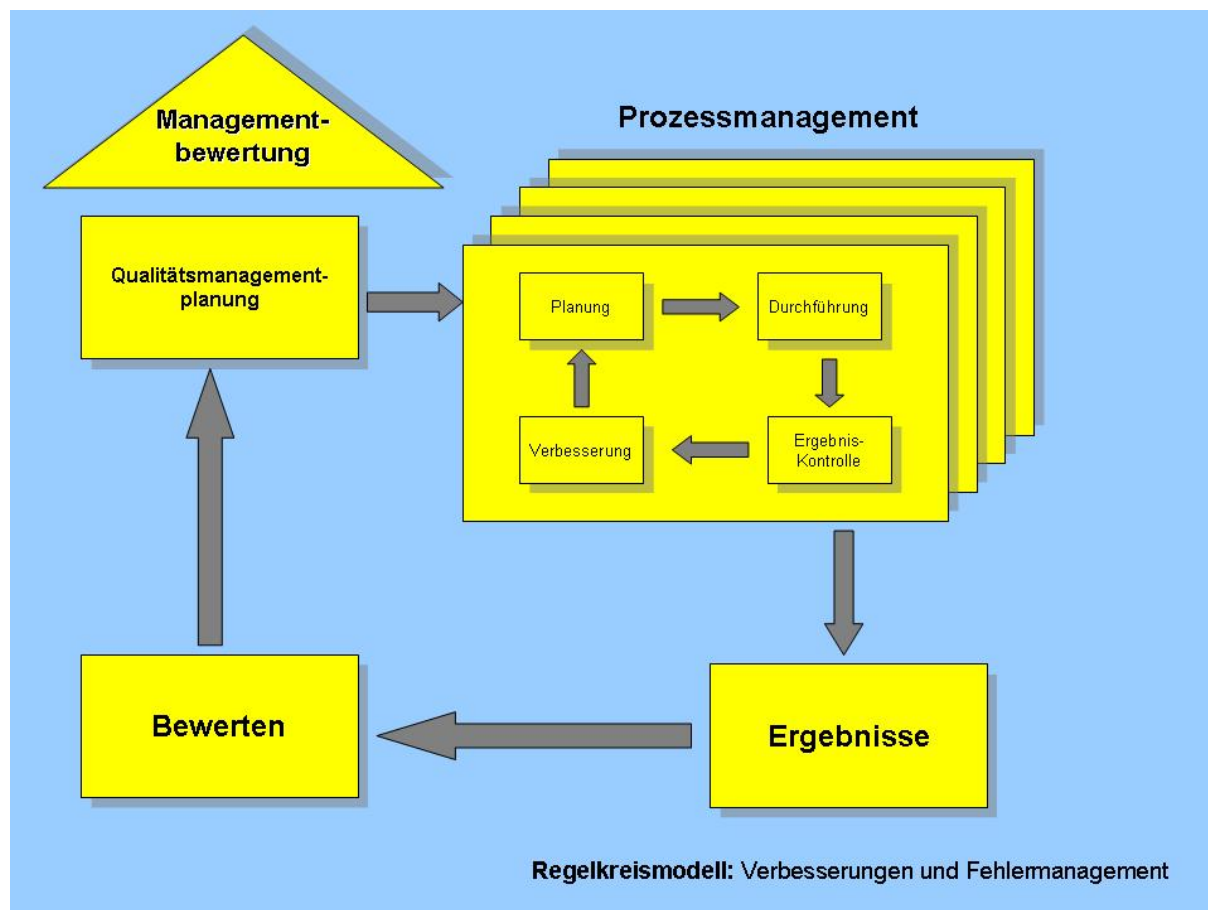 Management-
bewertung
Prozessmanagement
Qualitätsmanagement-
planung
Planung
Durchführung
Verbesserung
Ergebnis-
Kontrolle
Bewerten
Ergebnisse
Regelkreismodell: Verbesserungen und Fehlermanagement